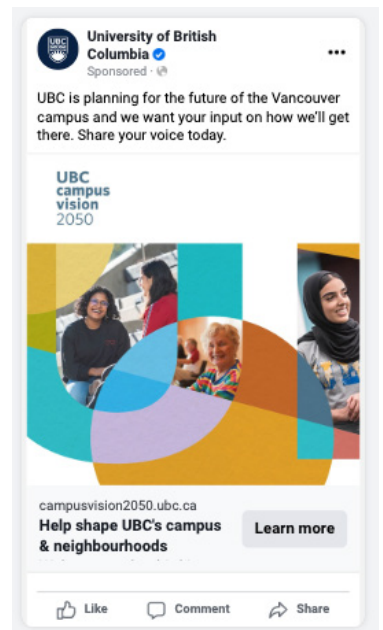 UBC
University of British
Columbia
Sponsored ·
UBC is planning for the future of the Vancouver
campus and we want your input on how we'll get
there. Share your voice today.
UBC
campus
vision
2050
campusvision2050.ubc.ca
Help shape UBC's campus
& neighbourhoods
Learn more
Like Comment Share